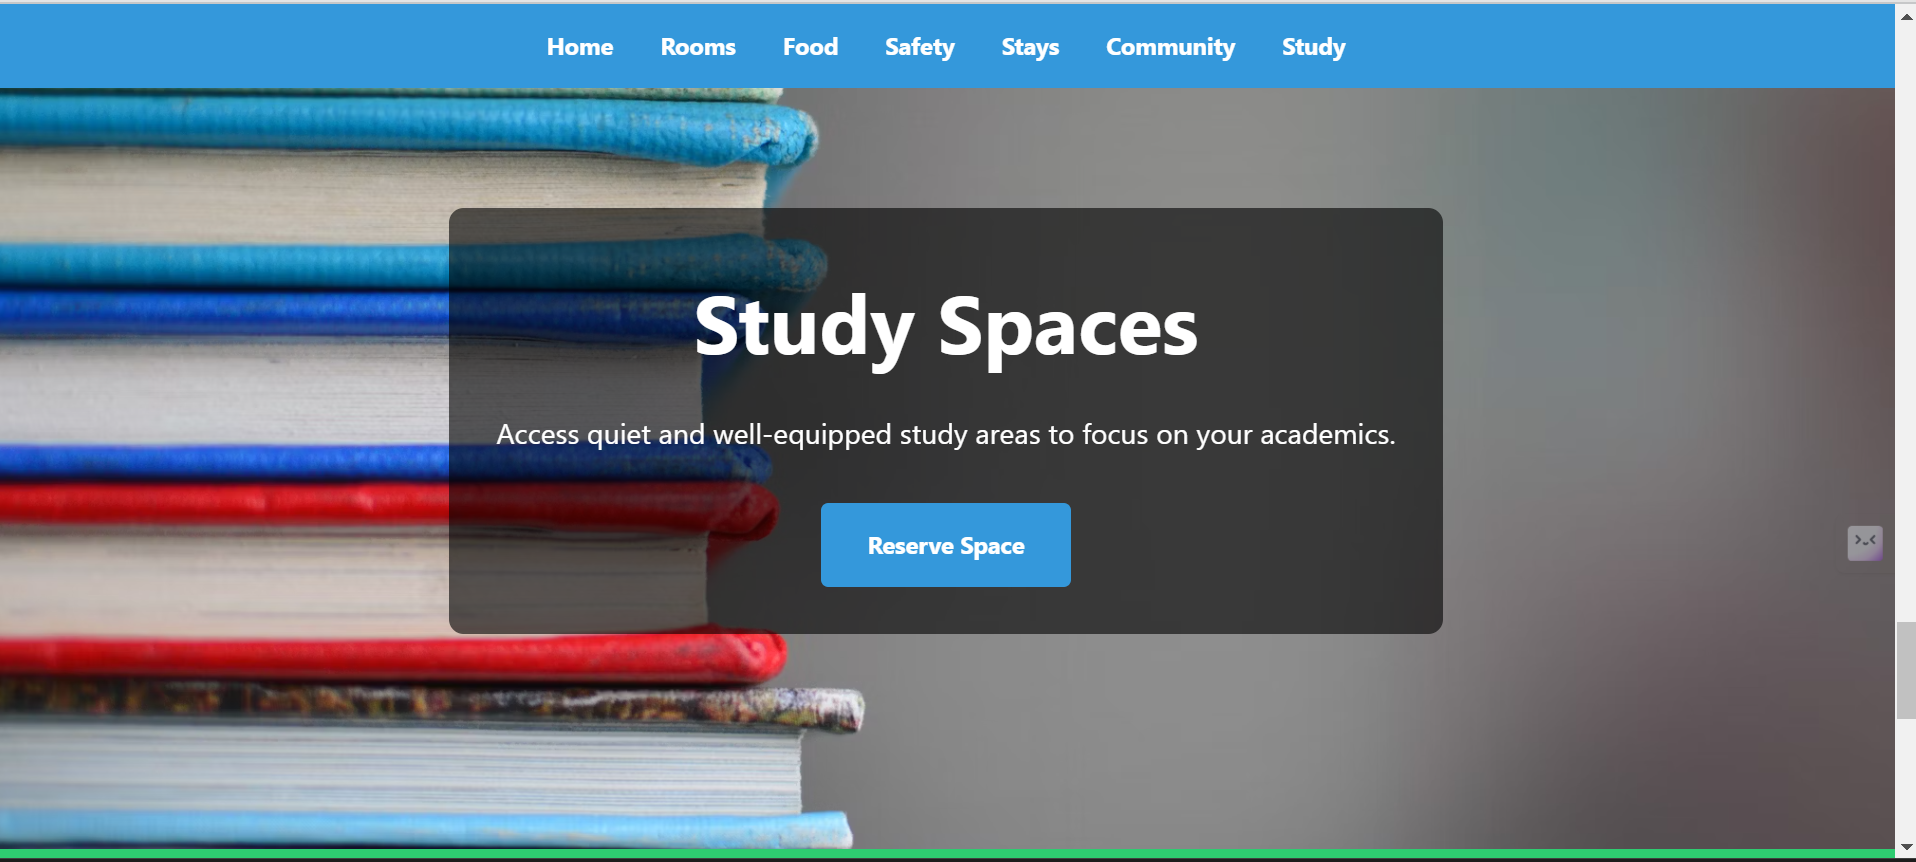 Home Rooms Food Safety Stays Community Study
Study Spaces
Access quiet and well-equipped study areas to focus on your academics.
Reserve Space